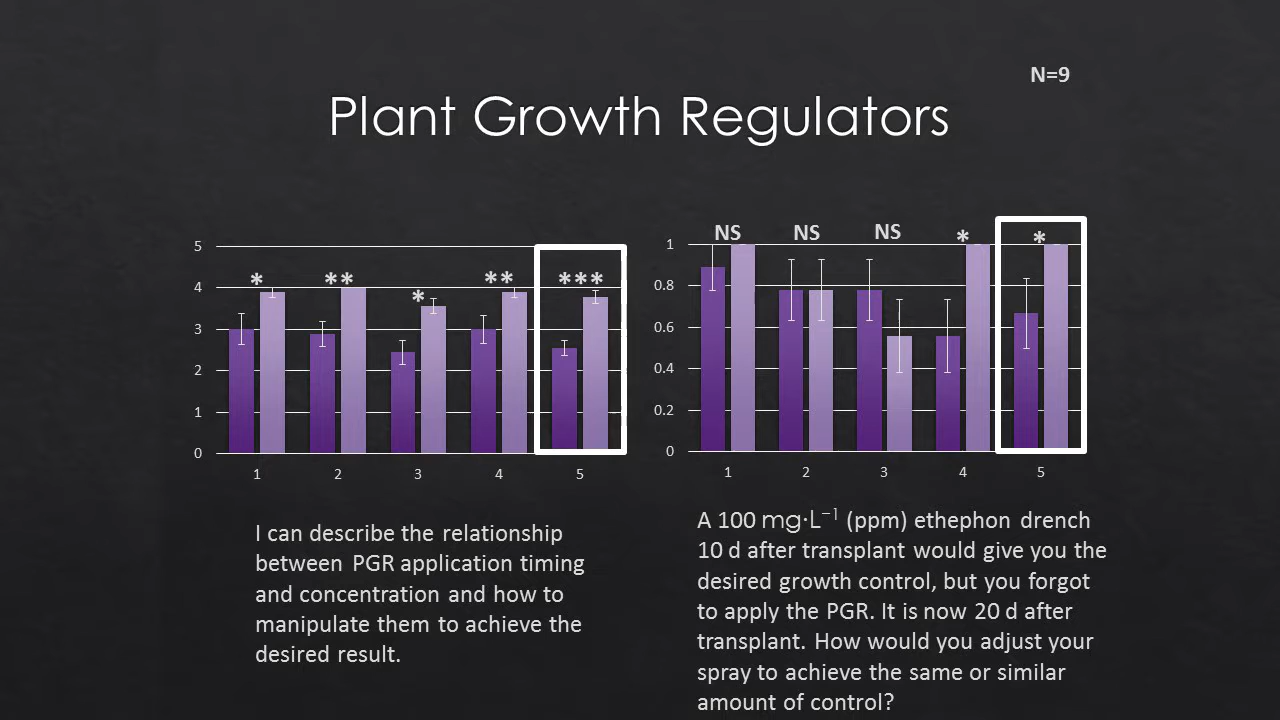 N=9
Plant Growth Regulators
5
4
3
2
1
0
* ** * ** ***
1 2 3 4 5
1
0.8
0.6
0.4
0.2
0
NS NS NS * *
1 2 3 4 5
I can describe the relationship
between PGR application timing
and concentration and how to
manipulate them to achieve the
desired result.
A 100 mg·L⁻¹ (ppm) ethephon drench
10 d after transplant would give you the
desired growth control, but you forgot
to apply the PGR. It is now 20 d after
transplant. How would you adjust your
spray to achieve the same or similar
amount of control?